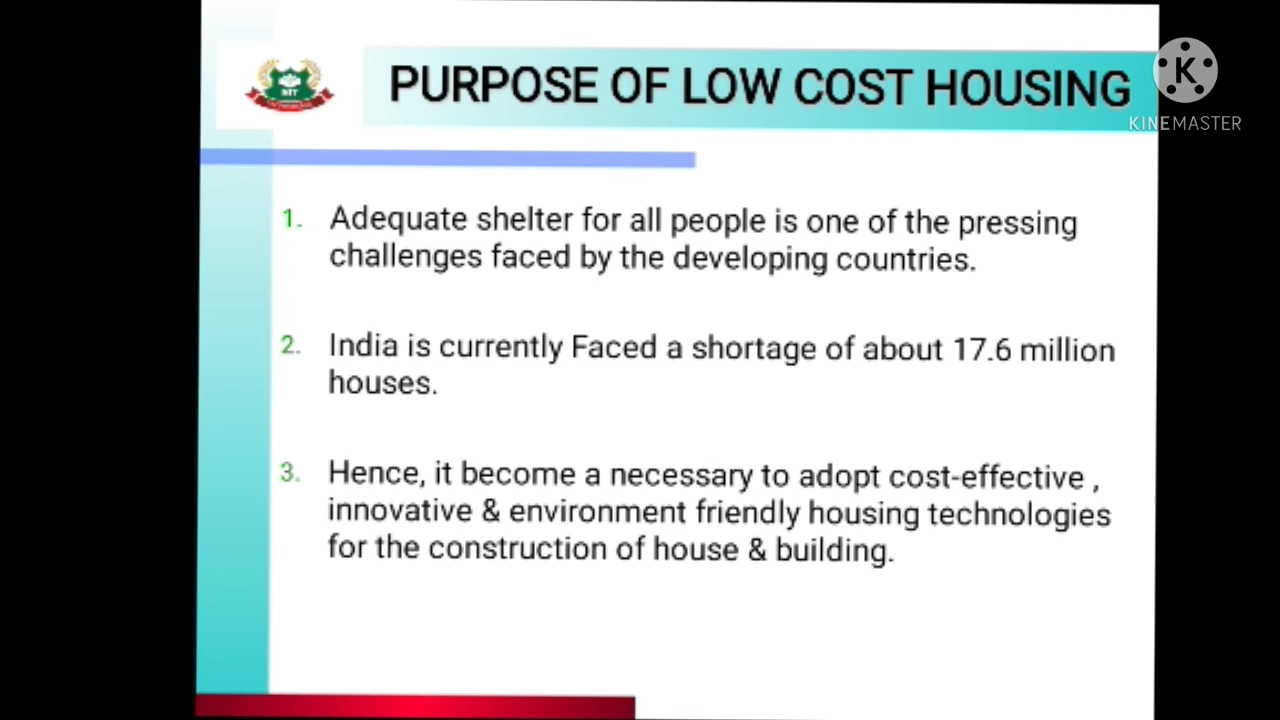 PURPOSE OF LOW COST HOUSING
K
KINEMASTER
1. Adequate shelter for all people is one of the pressing
challenges faced by the developing countries.
2. India is currently Faced a shortage of about 17.6 million
houses.
3. Hence, it become a necessary to adopt cost-effective ,
innovative & environment friendly housing technologies
for the construction of house & building.